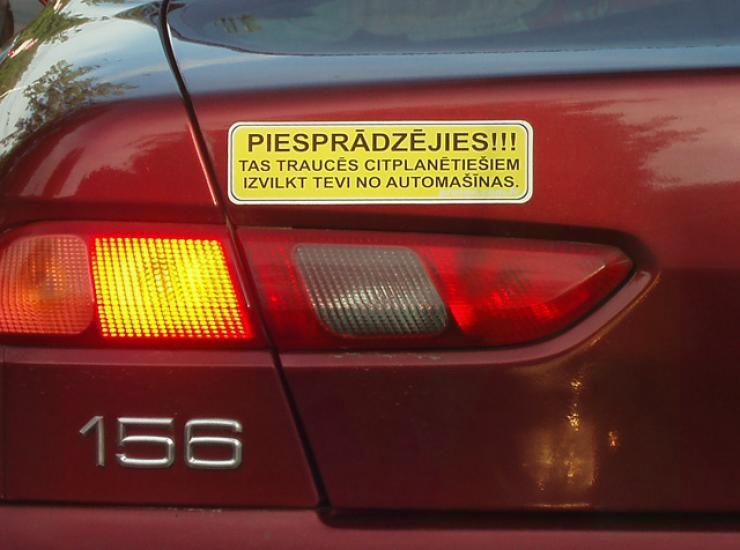 PIESPRĀDZĒJIES!!!
TAS TRAUCĒS CITPLANĒTIEŠIEM
IZVILKT TEVI NO AUTOMAŠĪNAS.
156